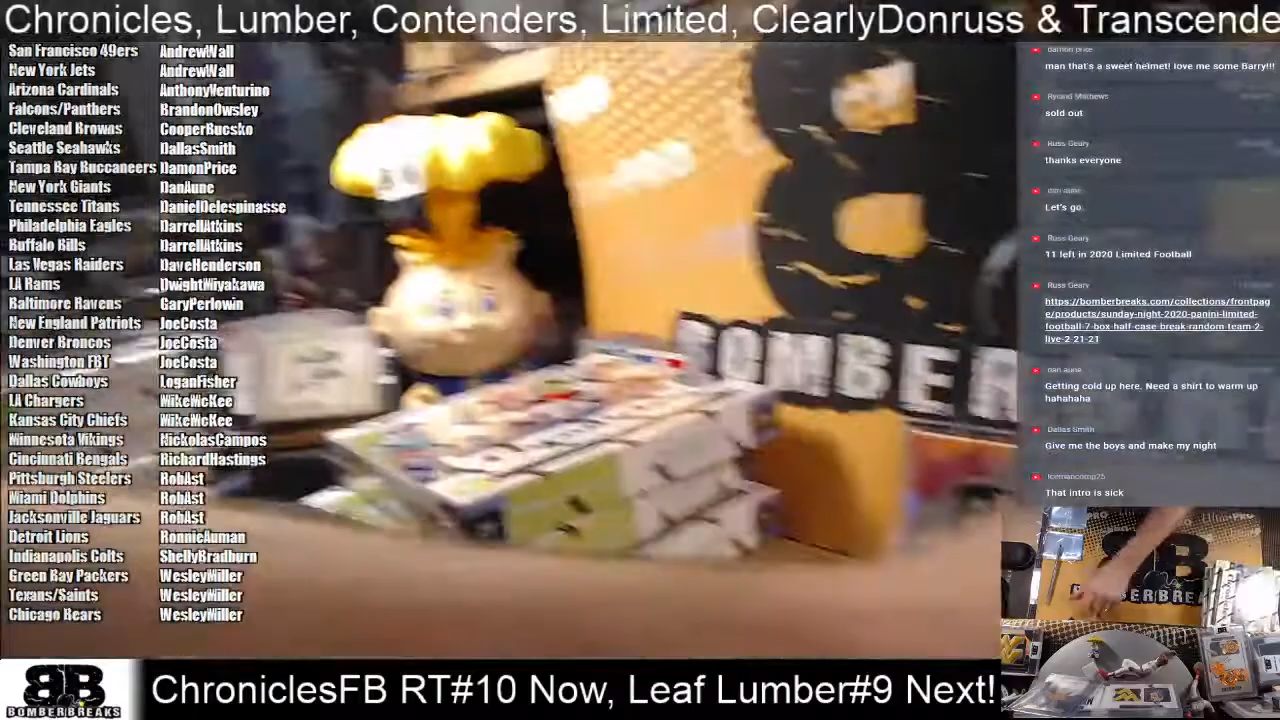 Chronicles, Lumber, Contenders, Limited, ClearlyDonruss & Transcende
San Francisco 49ers AndrewWall
New York Jets AndrewWall
Arizona Cardinals AnthonyVenturino
Falcons/Panthers BrandonOwsley
Cleveland Browns CooperBucsko
Seattle Seahawks DallasSmith
Tampa Bay Buccaneers DamonPrice
New York Giants DanAune
Tennessee Titans DanielDelespinasse
Philadelphia Eagles DarrellAtkins
Buffalo Bills DarrellAtkins
Las Vegas Raiders DaveHenderson
LA Rams DwightMiyakawa
Baltimore Ravens GaryPerlowin
New England Patriots JoeCosta
Denver Broncos JoeCosta
Washington FBT JoeCosta
Dallas Cowboys LoganFisher
LA Chargers MikeMcKee
Kansas City Chiefs MikeMcKee
Minnesota Vikings NickolasCampos
Cincinnati Bengals RichardHastings
Pittsburgh Steelers RobAst
Miami Dolphins RobAst
Jacksonville Jaguars RobAst
Detroit Lions RonnieAuman
Indianapolis Colts ShellyBradburn
Green Bay Packers WesleyMiller
Texans/Saints WesleyMiller
Chicago Bears WesleyMiller
damon price
man that's a sweet helmet! love me some Barry!!!
sold out
Russ Geary
thanks everyone
dan aune
Let's go.
Russ Geary
11 left in 2020 Limited Football
Russ Geary
https://bomberbreaks.com/collections/frontpag
e/products/sunday-night-2020-panini-limited-
football-7-box-half-case-break-random-team-2-
live-2-21-21
dan aune
Getting cold up here. Need a shirt to warm up
hahahaha
Dallas Smith
Give me the boys and make my night
That intro is sick
BOMBER
BB
BOMBERBREAKS
ChroniclesFB RT#10 Now, Leaf Lumber#9 Next!